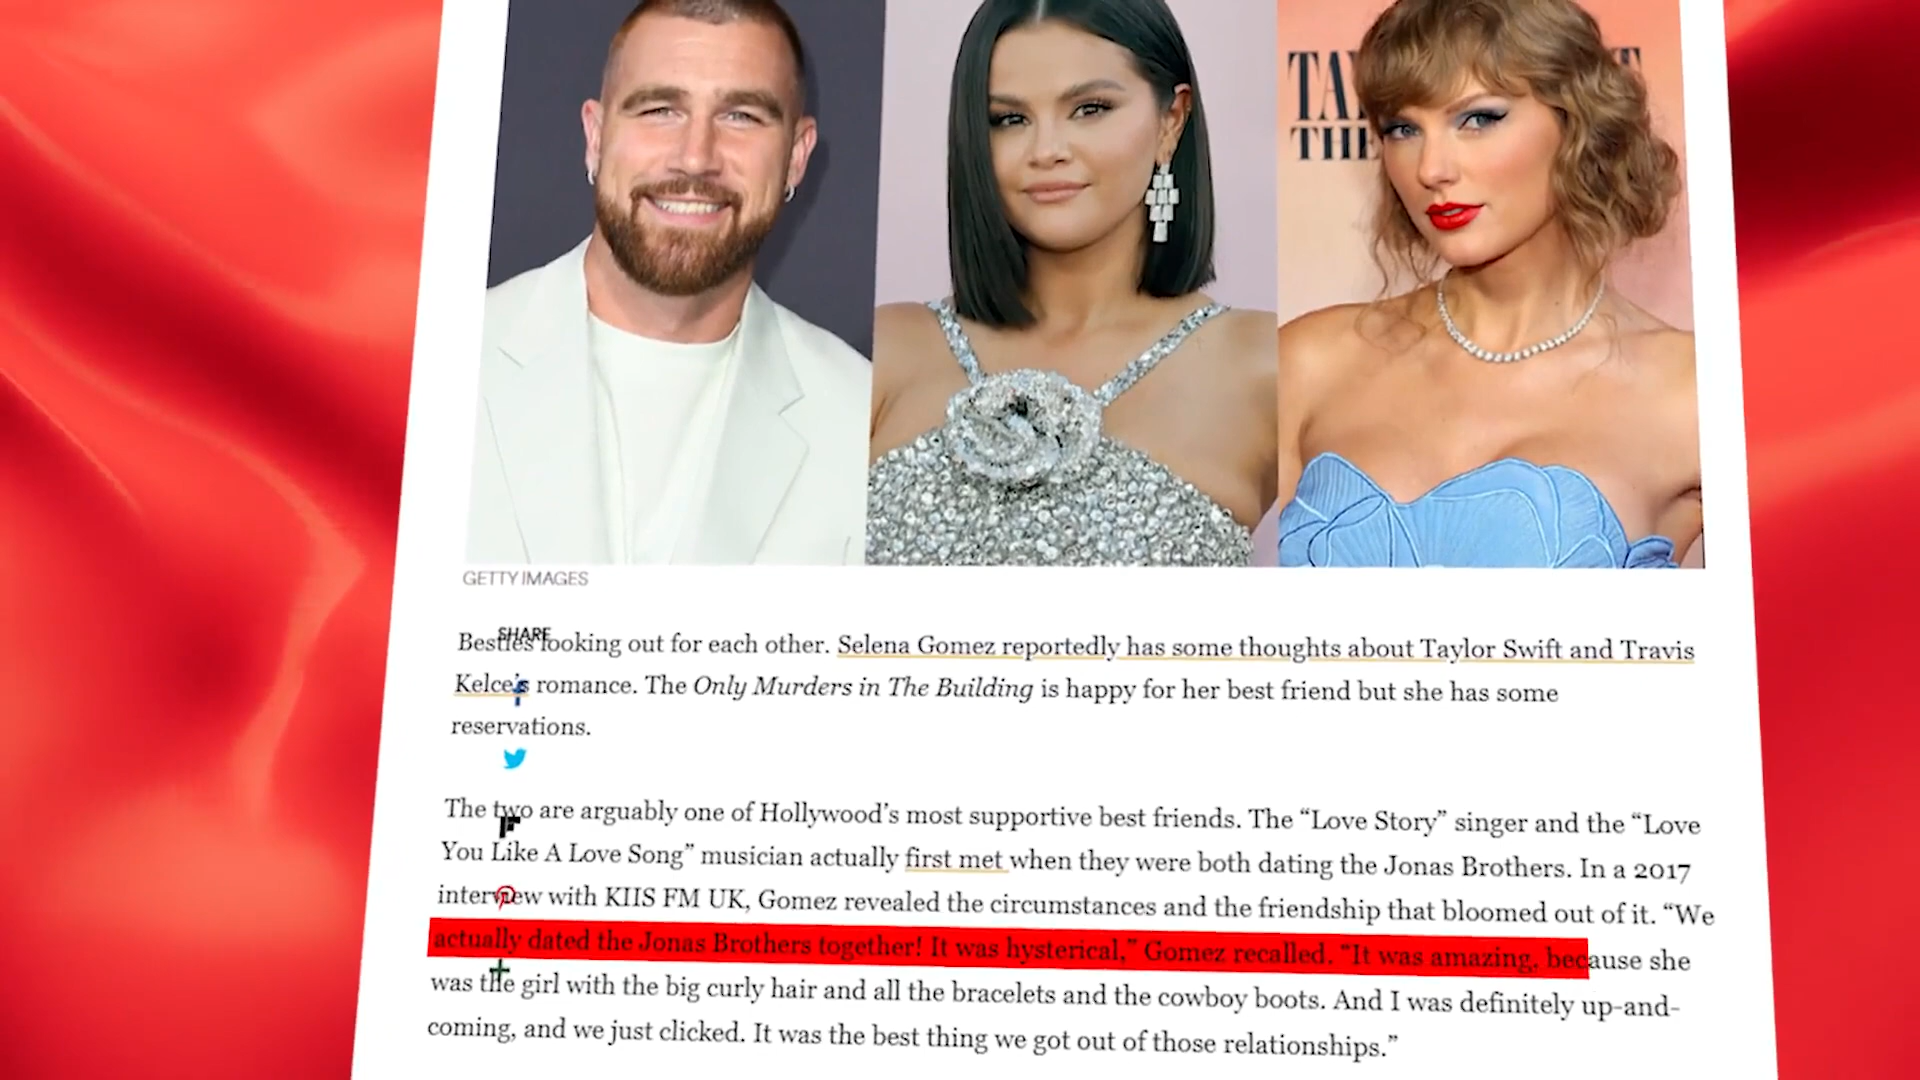 TAY T
THE
GETTY IMAGES
SHARE
Besties looking out for each other. Selena Gomez reportedly has some thoughts about Taylor Swift and Travis
Kelce’s romance. The Only Murders in The Building is happy for her best friend but she has some
reservations.
The two are arguably one of Hollywood’s most supportive best friends. The “Love Story” singer and the “Love
You Like A Love Song” musician actually first met when they were both dating the Jonas Brothers. In a 2017
interview with KIIS FM UK, Gomez revealed the circumstances and the friendship that bloomed out of it. “We
actually dated the Jonas Brothers together! It was hysterical,” Gomez recalled. “It was amazing, because she
was the girl with the big curly hair and all the bracelets and the cowboy boots. And I was definitely up-and-
coming, and we just clicked. It was the best thing we got out of those relationships.”